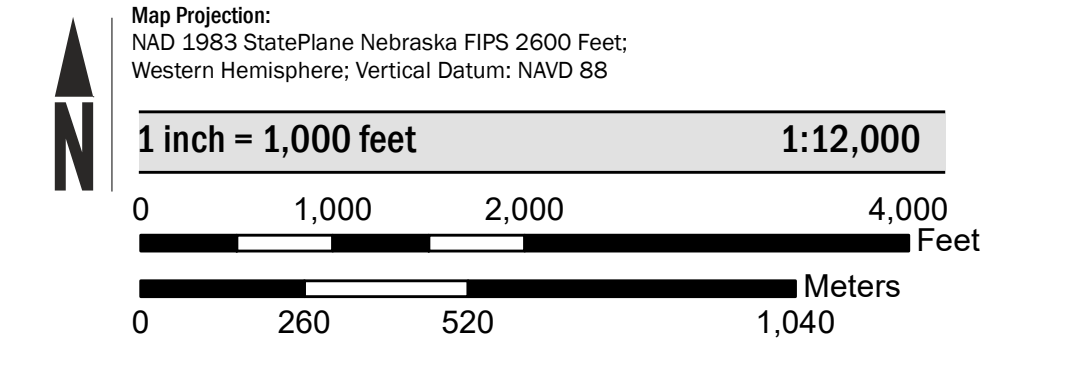 Map Projection:
NAD 1983 StatePlane Nebraska FIPS 2600 Feet;
Western Hemisphere; Vertical Datum: NAVD 88
N
1 inch = 1,000 feet 1:12,000
0 1,000 2,000 4,000
Feet
Meters
0 260 520 1,040